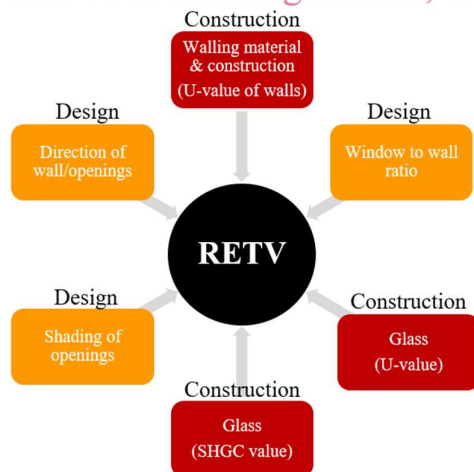 Construction
Walling material
& construction
(U-value of walls)
Design
Direction of
wall/openings
Design
Window to wall
ratio
RETV
Design
Shading of
openings
Construction
Glass
(U-value)
Construction
Glass
(SHGC value)